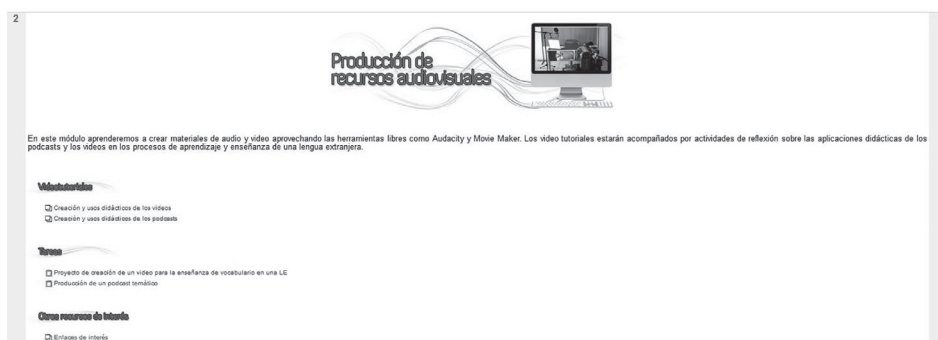 2
Producción de
recursos audiovisuales
En este módulo aprenderemos a crear materiales de audio y video aprovechando las herramientas libres como Audacity y Movie Maker. Los video tutoriales estarán acompañados por actividades de reflexión sobre las aplicaciones didácticas de los
podcasts y los videos en los procesos de aprendizaje y enseñanza de una lengua extranjera.
Videotutoriales
Creación y usos didácticos de los videos
Creación y usos didácticos de los podcasts
Tareas
Proyecto de creación de un video para la enseñanza de vocabulario en una LE
Producción de un podcast temático
Otros recursos de interés
Enlaces de interés